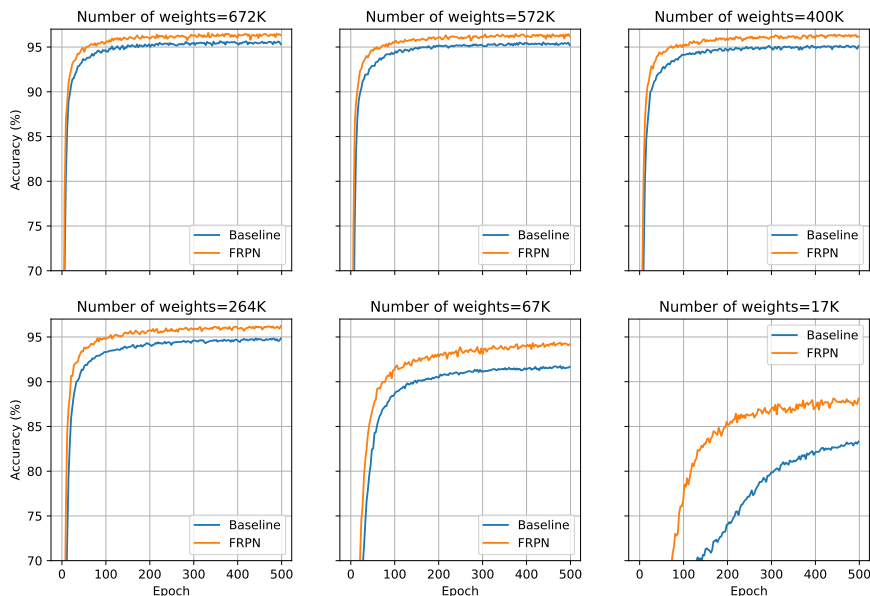 Number of weights=672K
Number of weights=572K
Number of weights=400K
95
90
85
80
75
70
Accuracy (%)
Baseline
FRPN
Baseline
FRPN
Baseline
FRPN
Number of weights=264K
Number of weights=67K
Number of weights=17K
95
90
85
80
75
70
Accuracy (%)
Baseline
FRPN
Baseline
FRPN
Baseline
FRPN
0 100 200 300 400 500
0 100 200 300 400 500
0 100 200 300 400 500
Epoch
Epoch
Epoch